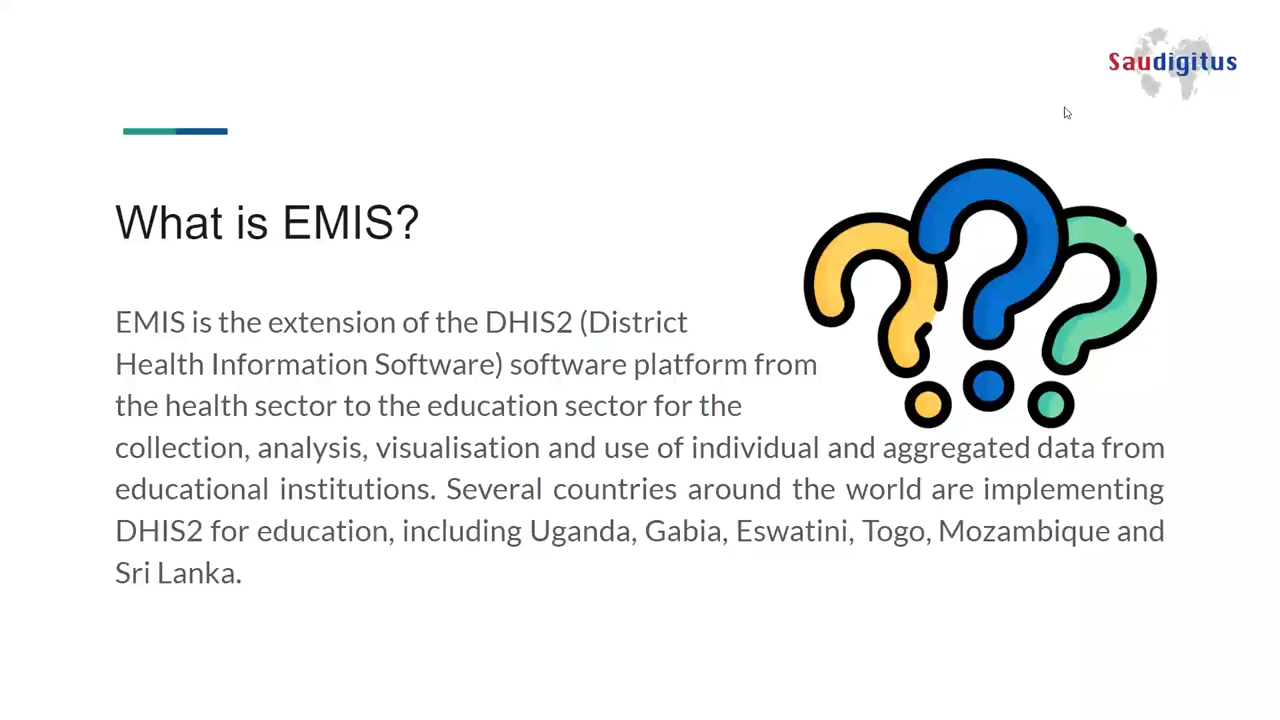 Saudigitus
What is EMIS?
EMIS is the extension of the DHIS2 (District
Health Information Software) software platform from
the health sector to the education sector for the
collection, analysis, visualisation and use of individual and aggregated data from
educational institutions. Several countries around the world are implementing
DHIS2 for education, including Uganda, Gabia, Eswatini, Togo, Mozambique and
Sri Lanka.